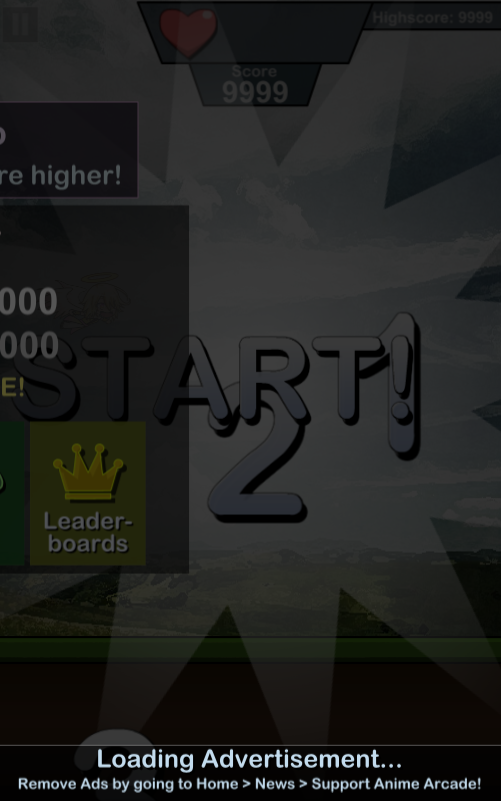 Highscore: 9999
Score
9999
re higher!
000
000
E!
START!
2
Leader-
boards
Loading Advertisement...
Remove Ads by going to Home > News > Support Anime Arcade!